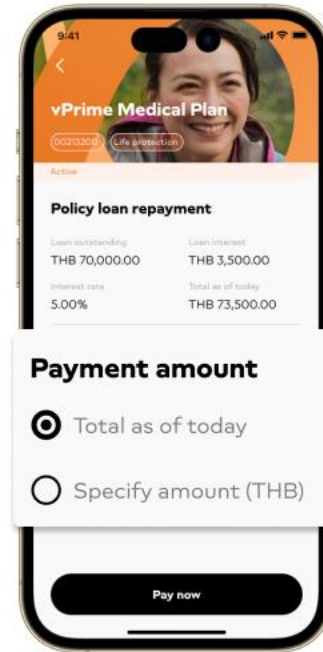 9:41
vPrime Medical Plan
Life protection
Active
Policy loan repayment
Loan outstanding Loan interest
THB 70,000.00 THB 3,500.00
Interest rate Total as of today
5.00% THB 73,500.00
Payment amount
Total as of today
Specify amount (THB)
Pay now